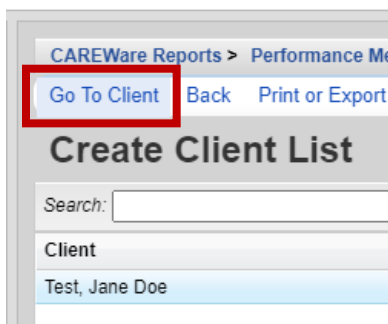 CAREWare Reports > Performance Me
Go To Client Back Print or Export
Create Client List
Search:
Client
Test, Jane Doe